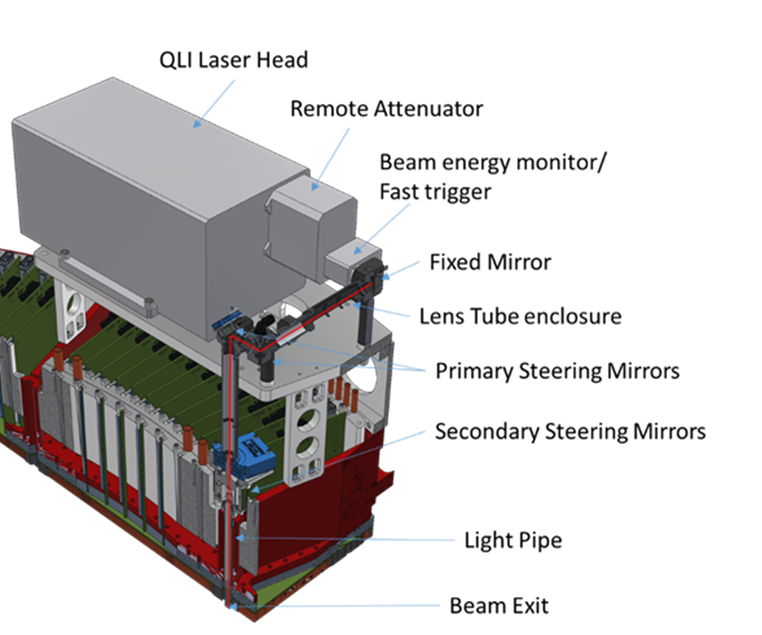 QLI Laser Head
Remote Attenuator
Beam energy monitor/
Fast trigger
Fixed Mirror
Lens Tube enclosure
Primary Steering Mirrors
Secondary Steering Mirrors
Light Pipe
Beam Exit